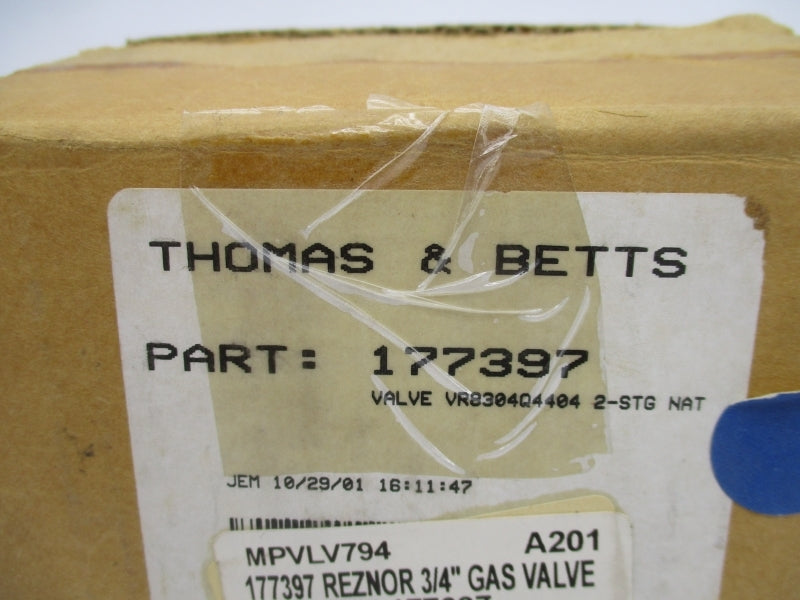 THOMAS & BETTS
PART: 177397
VALVE VR8304Q4404 2-STG NAT
JEM 10/29/01 16:11:47
MPVLV794 A201
177397 REZNOR 3/4" GAS VALVE